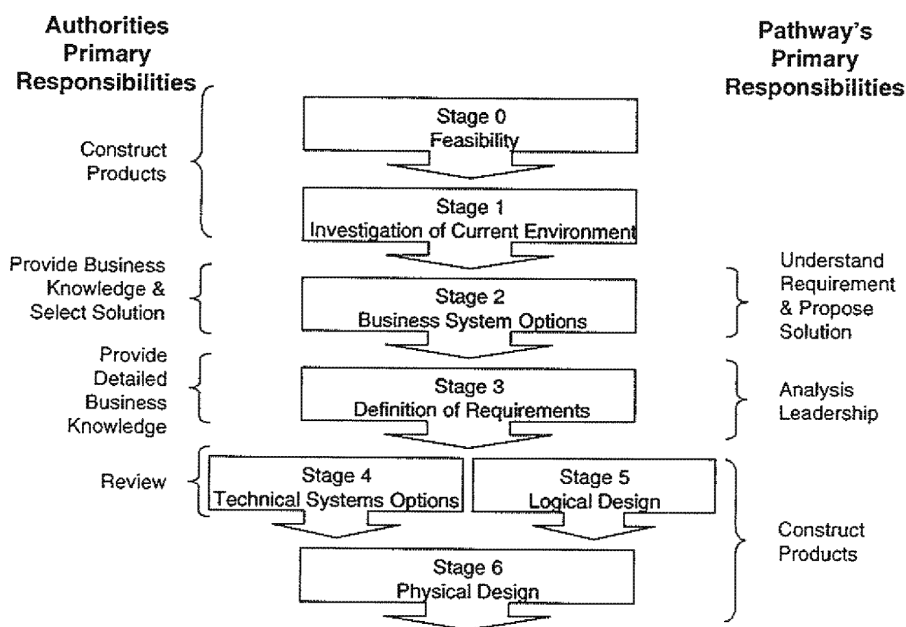 Authorities
Primary
Responsibilities
Pathway's
Primary
Responsibilities
Construct
Products
Stage 0
Feasibility
Stage 1
Investigation of Current Environment
Provide Business
Knowledge &
Select Solution
Stage 2
Business System Options
Understand
Requirement
& Propose
Solution
Provide
Detailed
Business
Knowledge
Stage 3
Definition of Requirements
Analysis
Leadership
Review
Stage 4
Technical Systems Options
Stage 5
Logical Design
Construct
Products
Stage 6
Physical Design